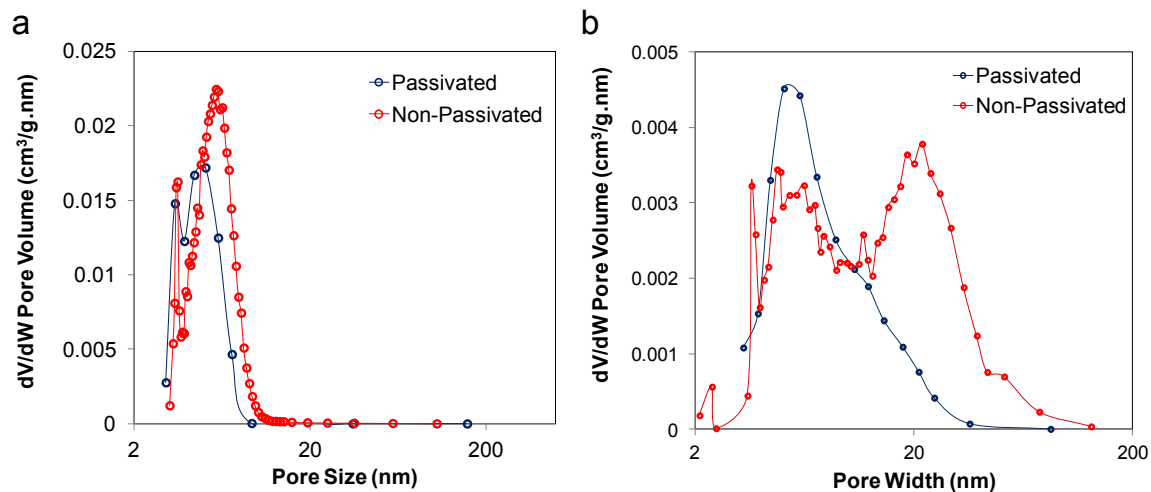 a
dV/dW Pore Volume (cm³/g.nm)
0.025
0.02
0.015
0.01
0.005
0
2
20
200
Pore Size (nm)
Passivated
Non-Passivated
b
dV/dW Pore Volume (cm³/g.nm)
0.005
0.004
0.003
0.002
0.001
0.000
2
20
200
Pore Width (nm)
Passivated
Non-Passivated